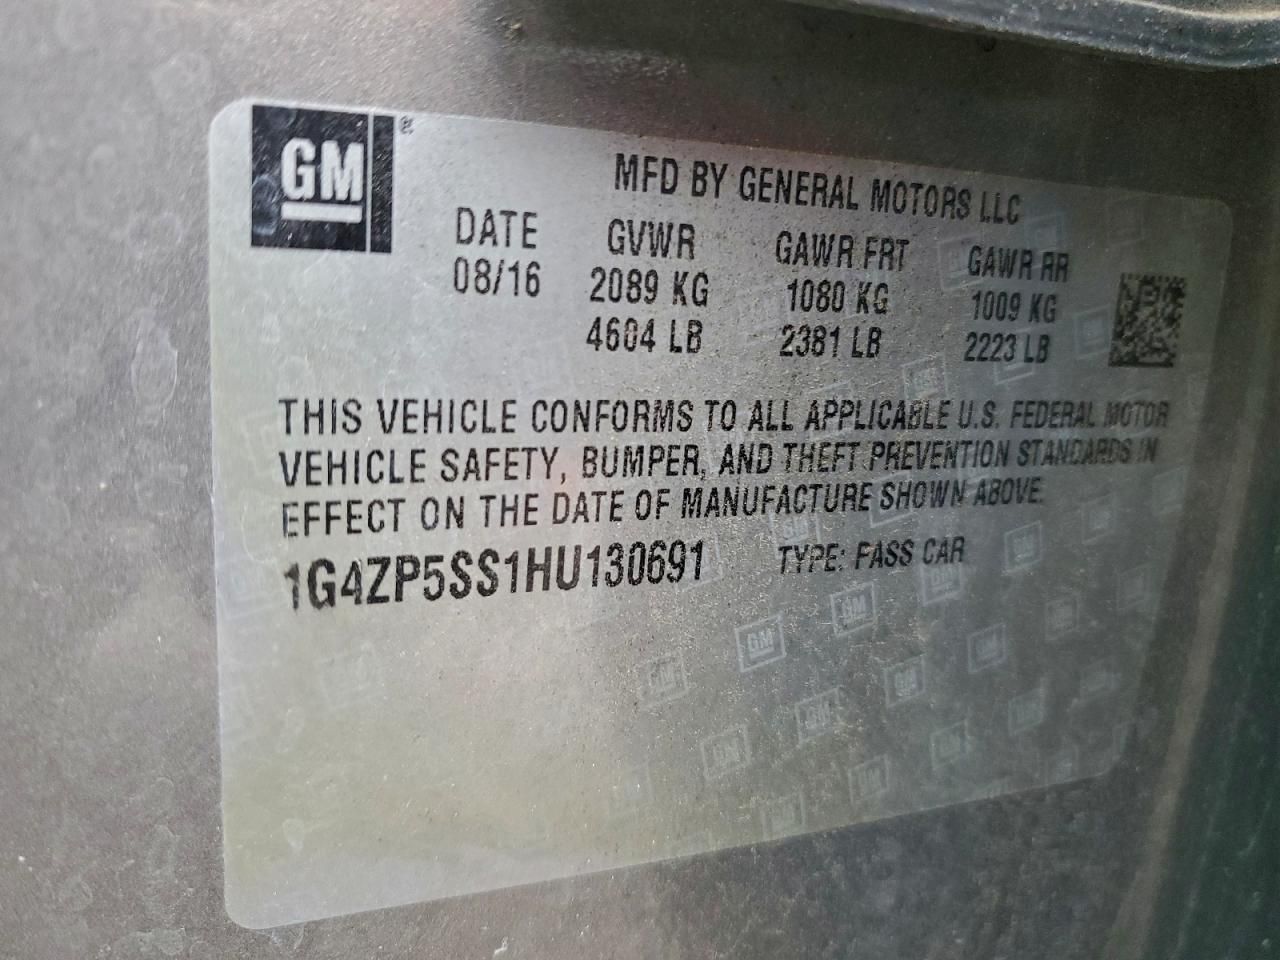 GM ®
MFD BY GENERAL MOTORS LLC
DATE GVWR GAWR FRT GAWR RR
08/16 2089 KG 1080 KG 1009 KG
4604 LB 2381 LB 2223 LB
THIS VEHICLE CONFORMS TO ALL APPLICABLE U.S. FEDERAL MOTOR
VEHICLE SAFETY, BUMPER, AND THEFT PREVENTION STANDARDS IN
EFFECT ON THE DATE OF MANUFACTURE SHOWN ABOVE.
1G4ZP5SS1HU130691 TYPE: PASS CAR